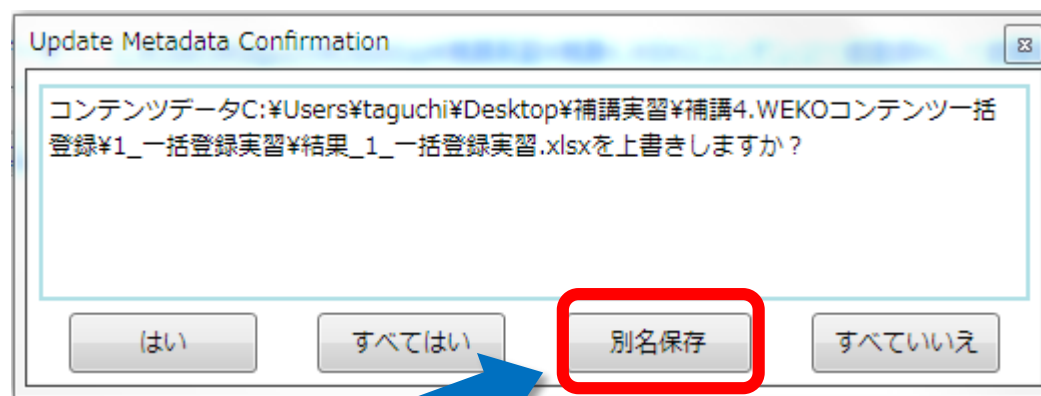 Update Metadata Confirmation
コンテンツデータC:¥Users¥taguchi¥Desktop¥補講実習¥補講4.WEKOコンテンツ一括
登録¥1_一括登録実習¥結果_1_一括登録実習.xlsxを上書きしますか？
はい
すべてはい
別名保存
すべていいえ